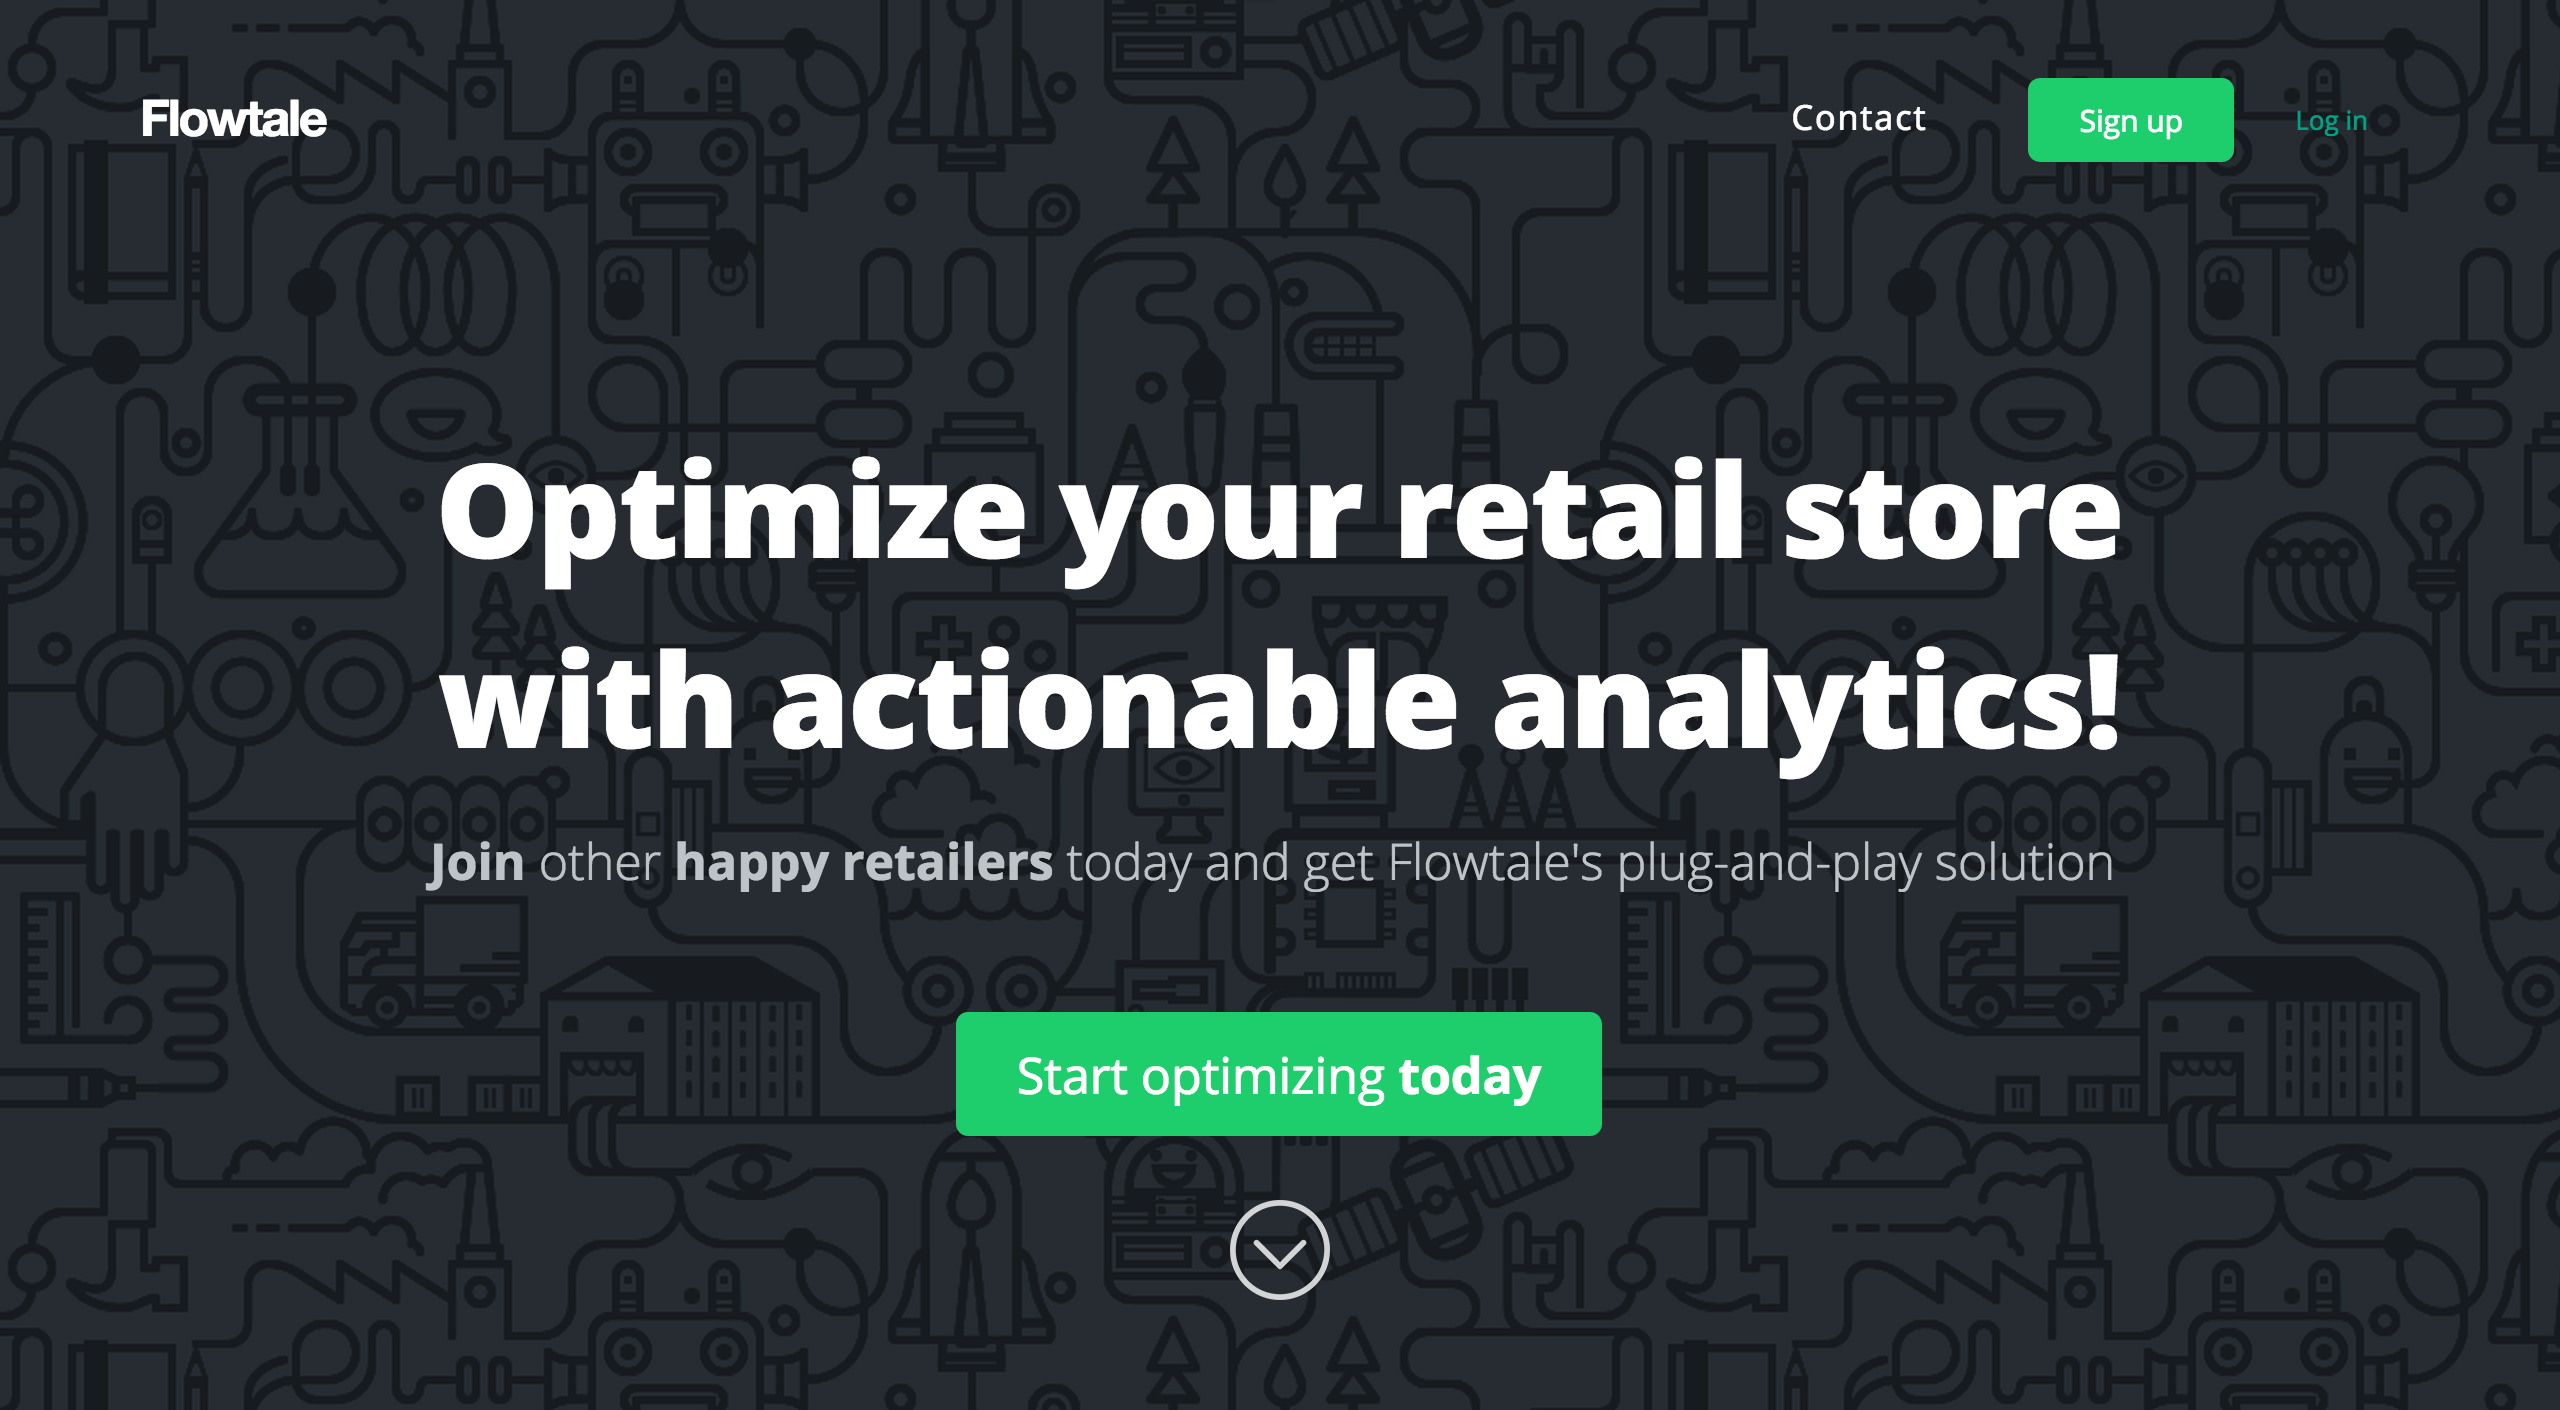 Flowtale
Contact
Sign up
Log in
Optimize your retail store
with actionable analytics!
Join other happy retailers today and get Flowtale's plug-and-play solution
Start optimizing today